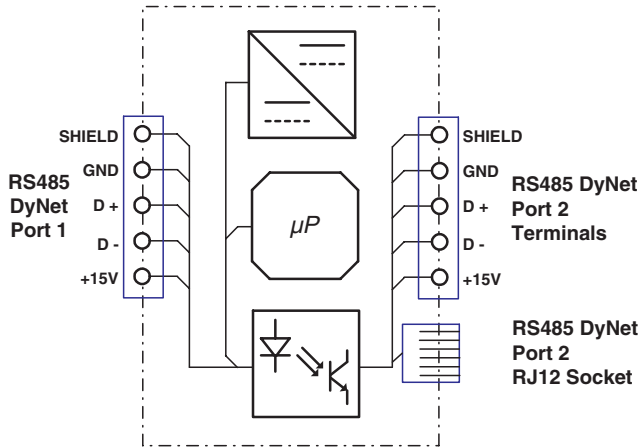 SHIELD
GND
D +
D -
+15V
RS485
DyNet
Port 1
µP
SHIELD
GND
D +
D -
+15V
RS485 DyNet
Port 2
Terminals
RS485 DyNet
Port 2
RJ12 Socket